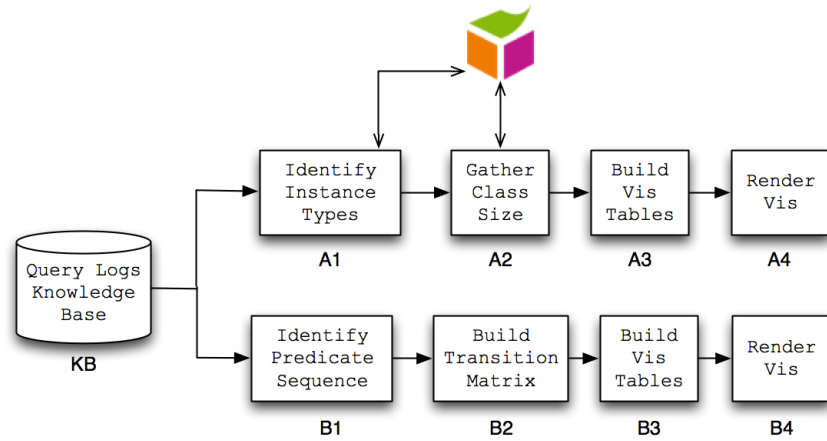 Identify
Instance
Types
Gather
Class
Size
Build
Vis
Tables
Render
Vis
A1
A2
A3
A4
Query Logs
Knowledge
Base
KB
Identify
Predicate
Sequence
Build
Transition
Matrix
Build
Vis
Tables
Render
Vis
B1
B2
B3
B4